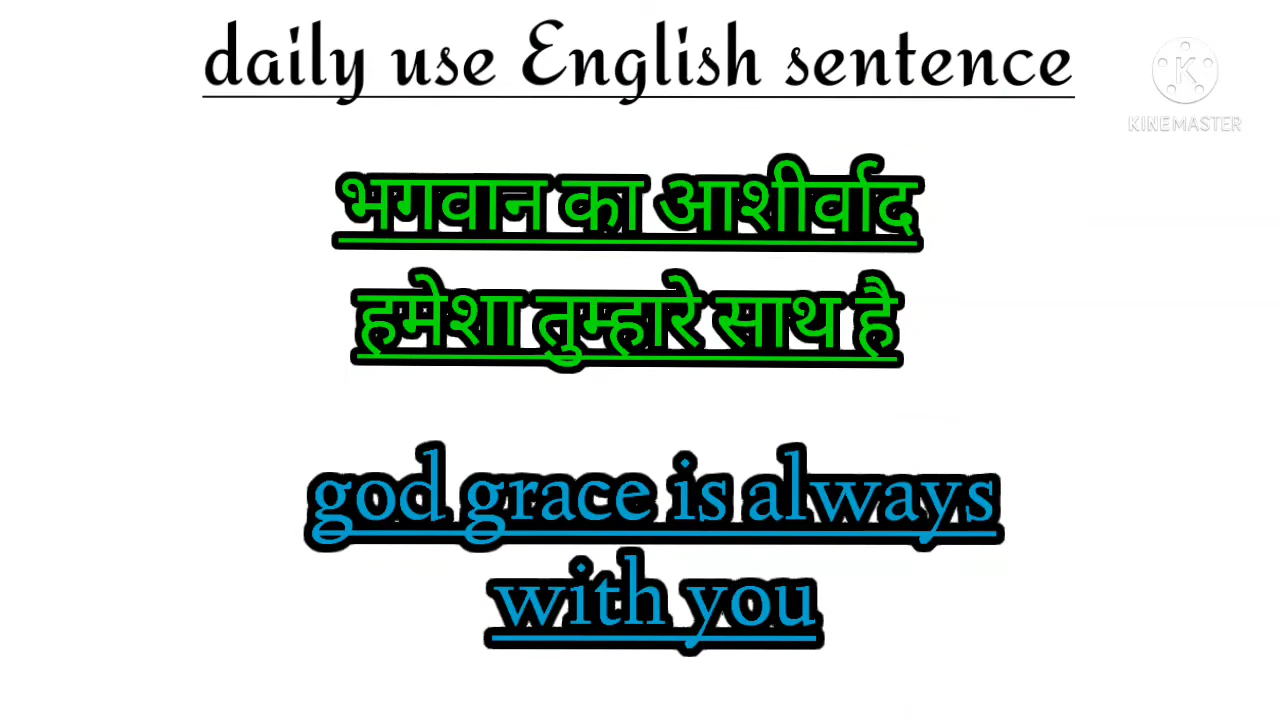 daily use English sentence
KINEMASTER
भगवान का आशीर्वाद
हमेशा तुम्हारे साथ है
god grace is always
with you